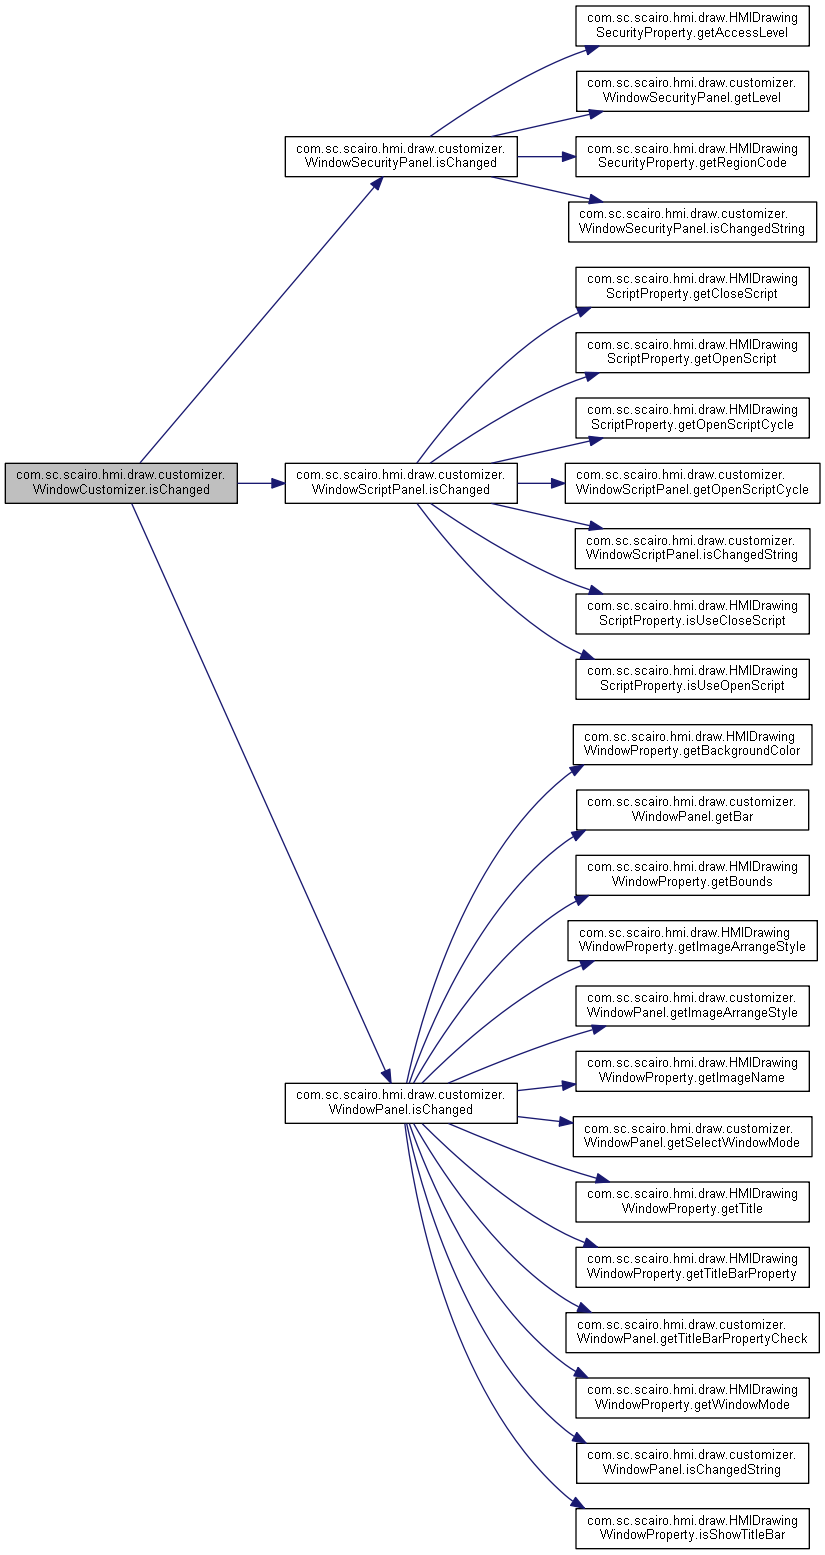 com.sc.scairo.hmi.draw.HMIDrawing
SecurityProperty.getAccessLevel
com.sc.scairo.hmi.draw.customizer.
WindowSecurityPanel.getLevel
com.sc.scairo.hmi.draw.customizer.
WindowSecurityPanel.isChanged
com.sc.scairo.hmi.draw.HMIDrawing
SecurityProperty.getRegionCode
com.sc.scairo.hmi.draw.customizer.
WindowSecurityPanel.isChangedString
com.sc.scairo.hmi.draw.HMIDrawing
ScriptProperty.getCloseScript
com.sc.scairo.hmi.draw.HMIDrawing
ScriptProperty.getOpenScript
com.sc.scairo.hmi.draw.HMIDrawing
ScriptProperty.getOpenScriptCycle
com.sc.scairo.hmi.draw.customizer.
WindowCustomizer.isChanged
com.sc.scairo.hmi.draw.customizer.
WindowScriptPanel.isChanged
com.sc.scairo.hmi.draw.customizer.
WindowScriptPanel.getOpenScriptCycle
com.sc.scairo.hmi.draw.customizer.
WindowScriptPanel.isChangedString
com.sc.scairo.hmi.draw.HMIDrawing
ScriptProperty.isUseCloseScript
com.sc.scairo.hmi.draw.HMIDrawing
ScriptProperty.isUseOpenScript
com.sc.scairo.hmi.draw.HMIDrawing
WindowProperty.getBackgroundColor
com.sc.scairo.hmi.draw.customizer.
WindowPanel.getBar
com.sc.scairo.hmi.draw.HMIDrawing
WindowProperty.getBounds
com.sc.scairo.hmi.draw.HMIDrawing
WindowProperty.getImageArrangeStyle
com.sc.scairo.hmi.draw.customizer.
WindowPanel.getImageArrangeStyle
com.sc.scairo.hmi.draw.HMIDrawing
WindowProperty.getImageName
com.sc.scairo.hmi.draw.customizer.
WindowPanel.isChanged
com.sc.scairo.hmi.draw.customizer.
WindowPanel.getSelectWindowMode
com.sc.scairo.hmi.draw.HMIDrawing
WindowProperty.getTitle
com.sc.scairo.hmi.draw.HMIDrawing
WindowProperty.getTitleBarProperty
com.sc.scairo.hmi.draw.customizer.
WindowPanel.getTitleBarPropertyCheck
com.sc.scairo.hmi.draw.HMIDrawing
WindowProperty.getWindowMode
com.sc.scairo.hmi.draw.customizer.
WindowPanel.isChangedString
com.sc.scairo.hmi.draw.HMIDrawing
WindowProperty.isShowTitleBar